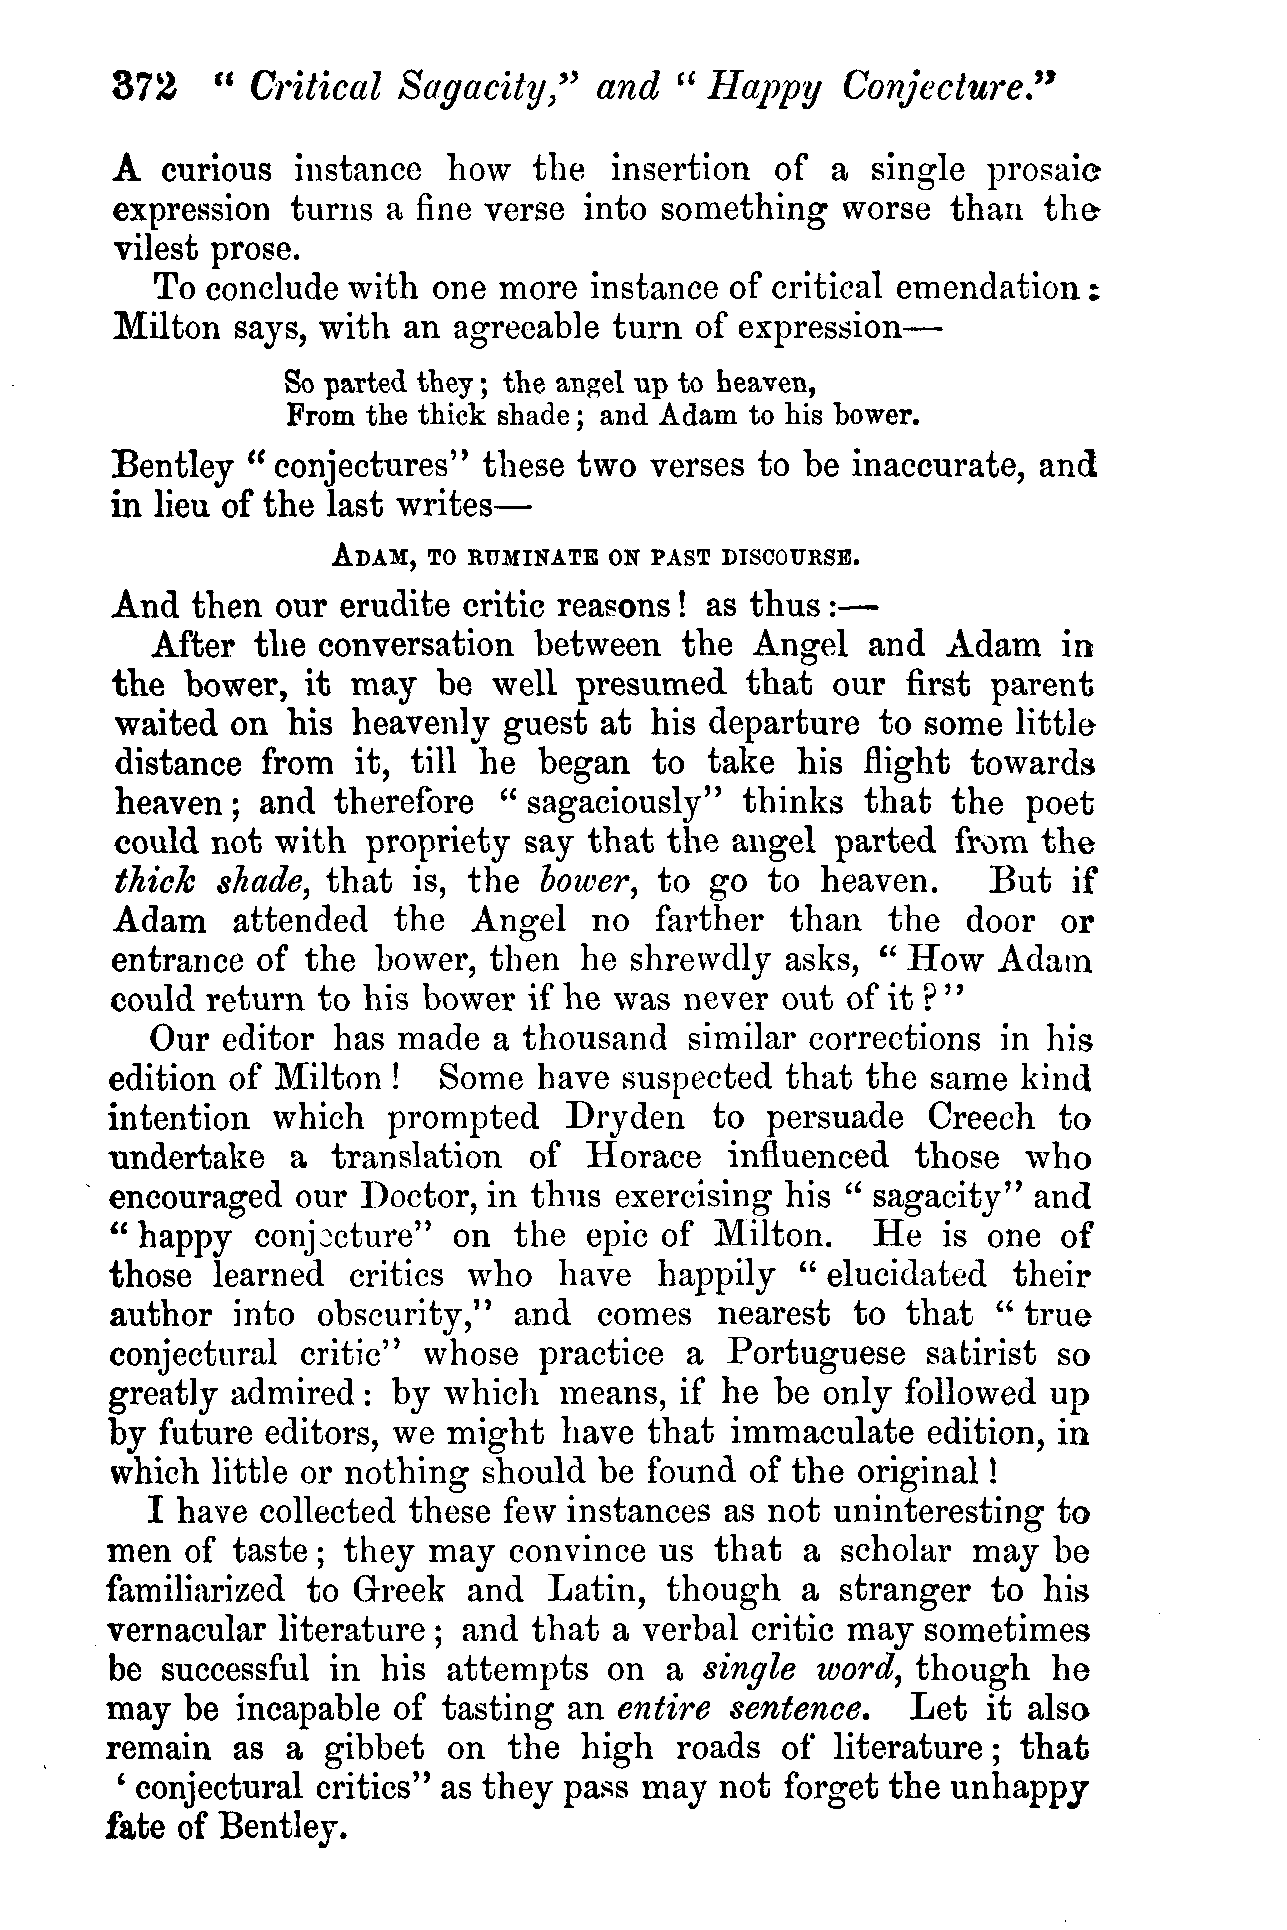 372 " Critical Sagacity," and " Happy Conjecture."
A curious instance how the insertion of a single prosaic
expression turns a fine verse into something worse than the
vilest prose.
To conclude with one more instance of critical emendation:
Milton says, with an agreeable turn of expression—
So parted they; the angel up to heaven,
From the thick shade; and Adam to his bower.
Bentley "conjectures" these two verses to be inaccurate, and
in lieu of the last writes—
ADAM, TO RUMINATE ON PAST DISCOURSE.
And then our erudite critic reasons! as thus:—
After the conversation between the Angel and Adam in
the bower, it may be well presumed that our first parent
waited on his heavenly guest at his departure to some little
distance from it, till he began to take his flight towards
heaven; and therefore "sagaciously" thinks that the poet
could not with propriety say that the angel parted from the
thick shade, that is, the bower, to go to heaven. But if
Adam attended the Angel no farther than the door or
entrance of the bower, then he shrewdly asks, "How Adam
could return to his bower if he was never out of it?"
Our editor has made a thousand similar corrections in his
edition of Milton! Some have suspected that the same kind
intention which prompted Dryden to persuade Creech to
undertake a translation of Horace influenced those who
encouraged our Doctor, in thus exercising his "sagacity" and
"happy conjecture" on the epic of Milton. He is one of
those learned critics who have happily "elucidated their
author into obscurity," and comes nearest to that "true
conjectural critic" whose practice a Portuguese satirist so
greatly admired: by which means, if he be only followed up
by future editors, we might have that immaculate edition, in
which little or nothing should be found of the original!
I have collected these few instances as not uninteresting to
men of taste; they may convince us that a scholar may be
familiarized to Greek and Latin, though a stranger to his
vernacular literature; and that a verbal critic may sometimes
be successful in his attempts on a single word, though he
may be incapable of tasting an entire sentence. Let it also
remain as a gibbet on the high roads of literature; that
' conjectural critics" as they pass may not forget the unhappy
fate of Bentley.